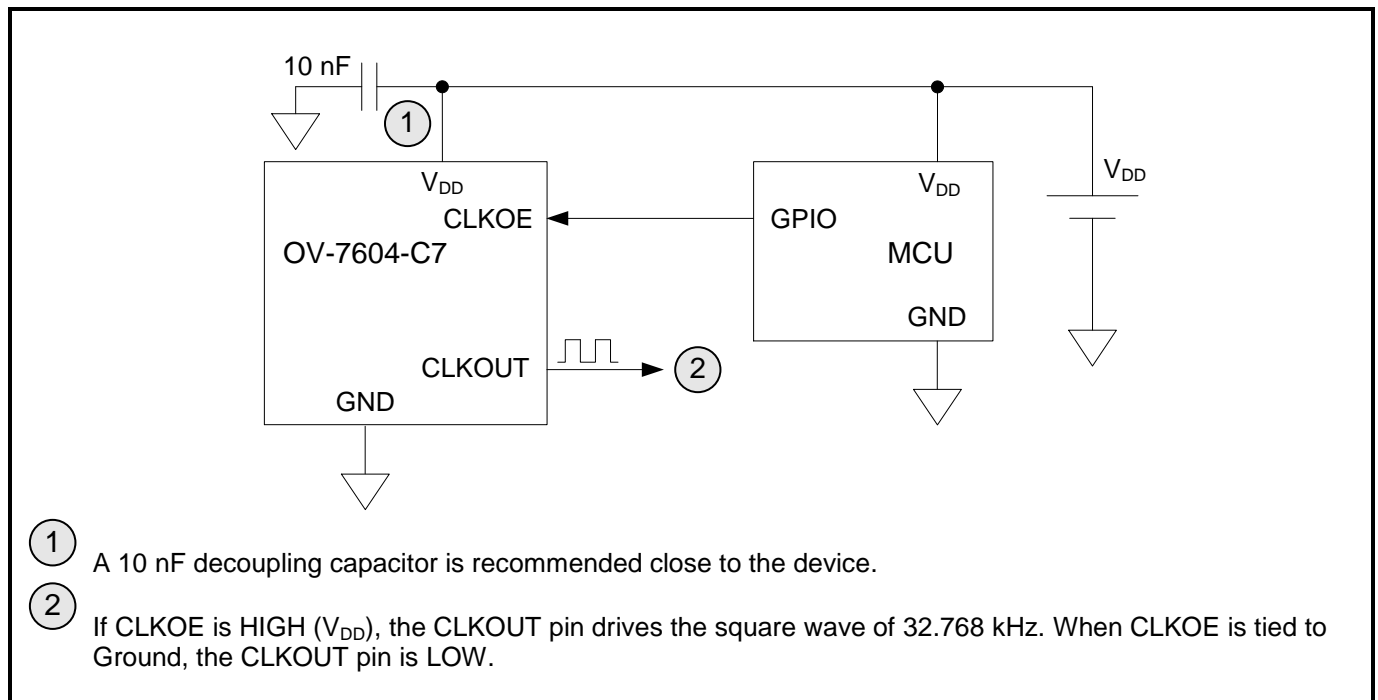 10 nF
1
V_DD
V_DD
V_DD
CLKOE
GPIO
OV-7604-C7
MCU
GND
CLKOUT
2
GND
1
A 10 nF decoupling capacitor is recommended close to the device.
2
If CLKOE is HIGH (V_DD), the CLKOUT pin drives the square wave of 32.768 kHz. When CLKOE is tied to
Ground, the CLKOUT pin is LOW.